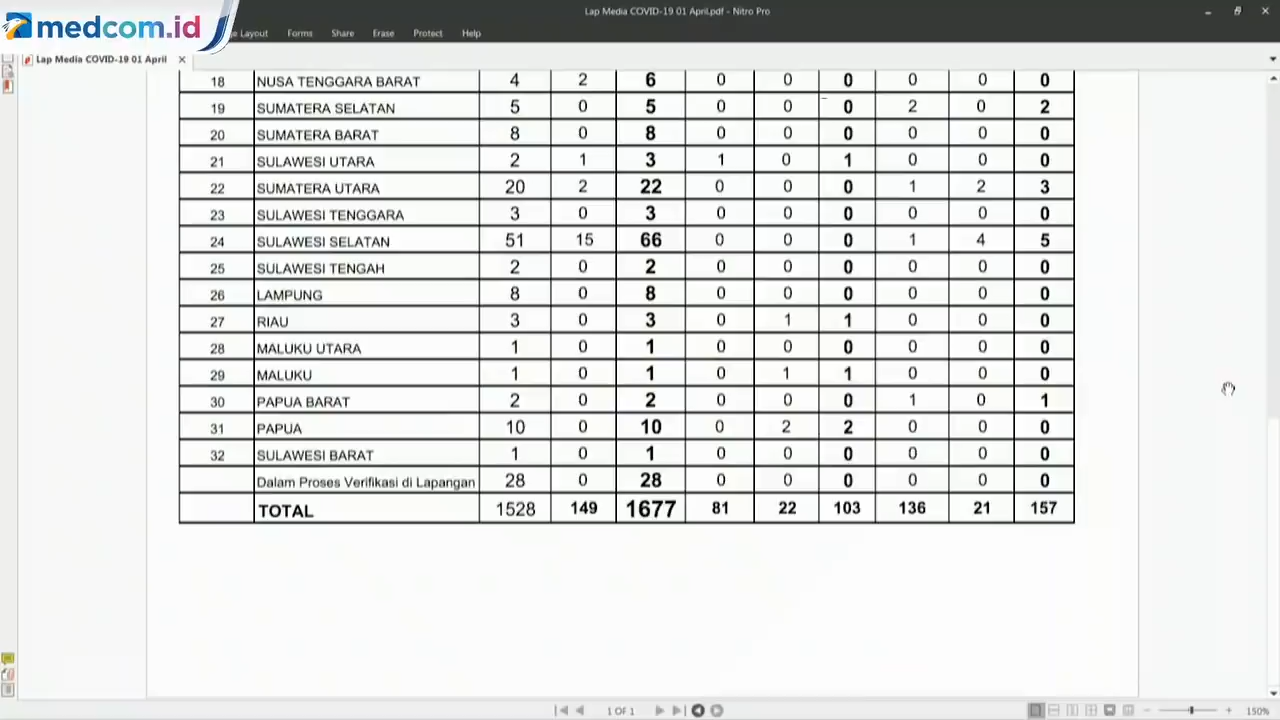 Lap Media COVID-19 01 April.pdf - Nitro Pro
medcom.id
Layout Forms Share Erase Protect Help
Lap Media COVID-19 01 April
18 NUSA TENGGARA BARAT 4 2 6 0 0 0 0 0 0
19 SUMATERA SELATAN 5 0 5 0 0 0 2 0 2
20 SUMATERA BARAT 8 0 8 0 0 0 0 0 0
21 SULAWESI UTARA 2 1 3 1 0 1 0 0 0
22 SUMATERA UTARA 20 2 22 0 0 0 1 2 3
23 SULAWESI TENGGARA 3 0 3 0 0 0 0 0 0
24 SULAWESI SELATAN 51 15 66 0 0 0 1 4 5
25 SULAWESI TENGAH 2 0 2 0 0 0 0 0 0
26 LAMPUNG 8 0 8 0 0 0 0 0 0
27 RIAU 3 0 3 0 1 1 0 0 0
28 MALUKU UTARA 1 0 1 0 0 0 0 0 0
29 MALUKU 1 0 1 0 1 1 0 0 0
30 PAPUA BARAT 2 0 2 0 0 0 1 0 1
31 PAPUA 10 0 10 0 2 2 0 0 0
32 SULAWESI BARAT 1 0 1 0 0 0 0 0 0
Dalam Proses Verifikasi di Lapangan 28 0 28 0 0 0 0 0 0
TOTAL 1528 149 1677 81 22 103 136 21 157
1 OF 1
150%